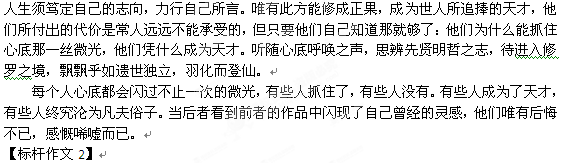 人生须笃定自己的志向，力行自己所言。唯有此方能修成正果，成为世人所追捧的天才，他
们所付出的代价是常人远远不能承受的，但只要他们自己知道那就够了：他们为什么能抓住
心底那一丝微光，他们凭什么成为天才。听随心底呼唤之声，思辨先贤明哲之志，待进入修
罗之境，飘飘乎如遗世独立，羽化而登仙。
每个人心底都会闪过不止一次的微光，有些人抓住了，有些人没有。有些人成为了天才，
有些人终究沦为凡夫俗子。当后者看到前者的作品中闪现了自己曾经的灵感，他们唯有后悔
不已，感慨唏嘘而已。
【标杆作文 2】